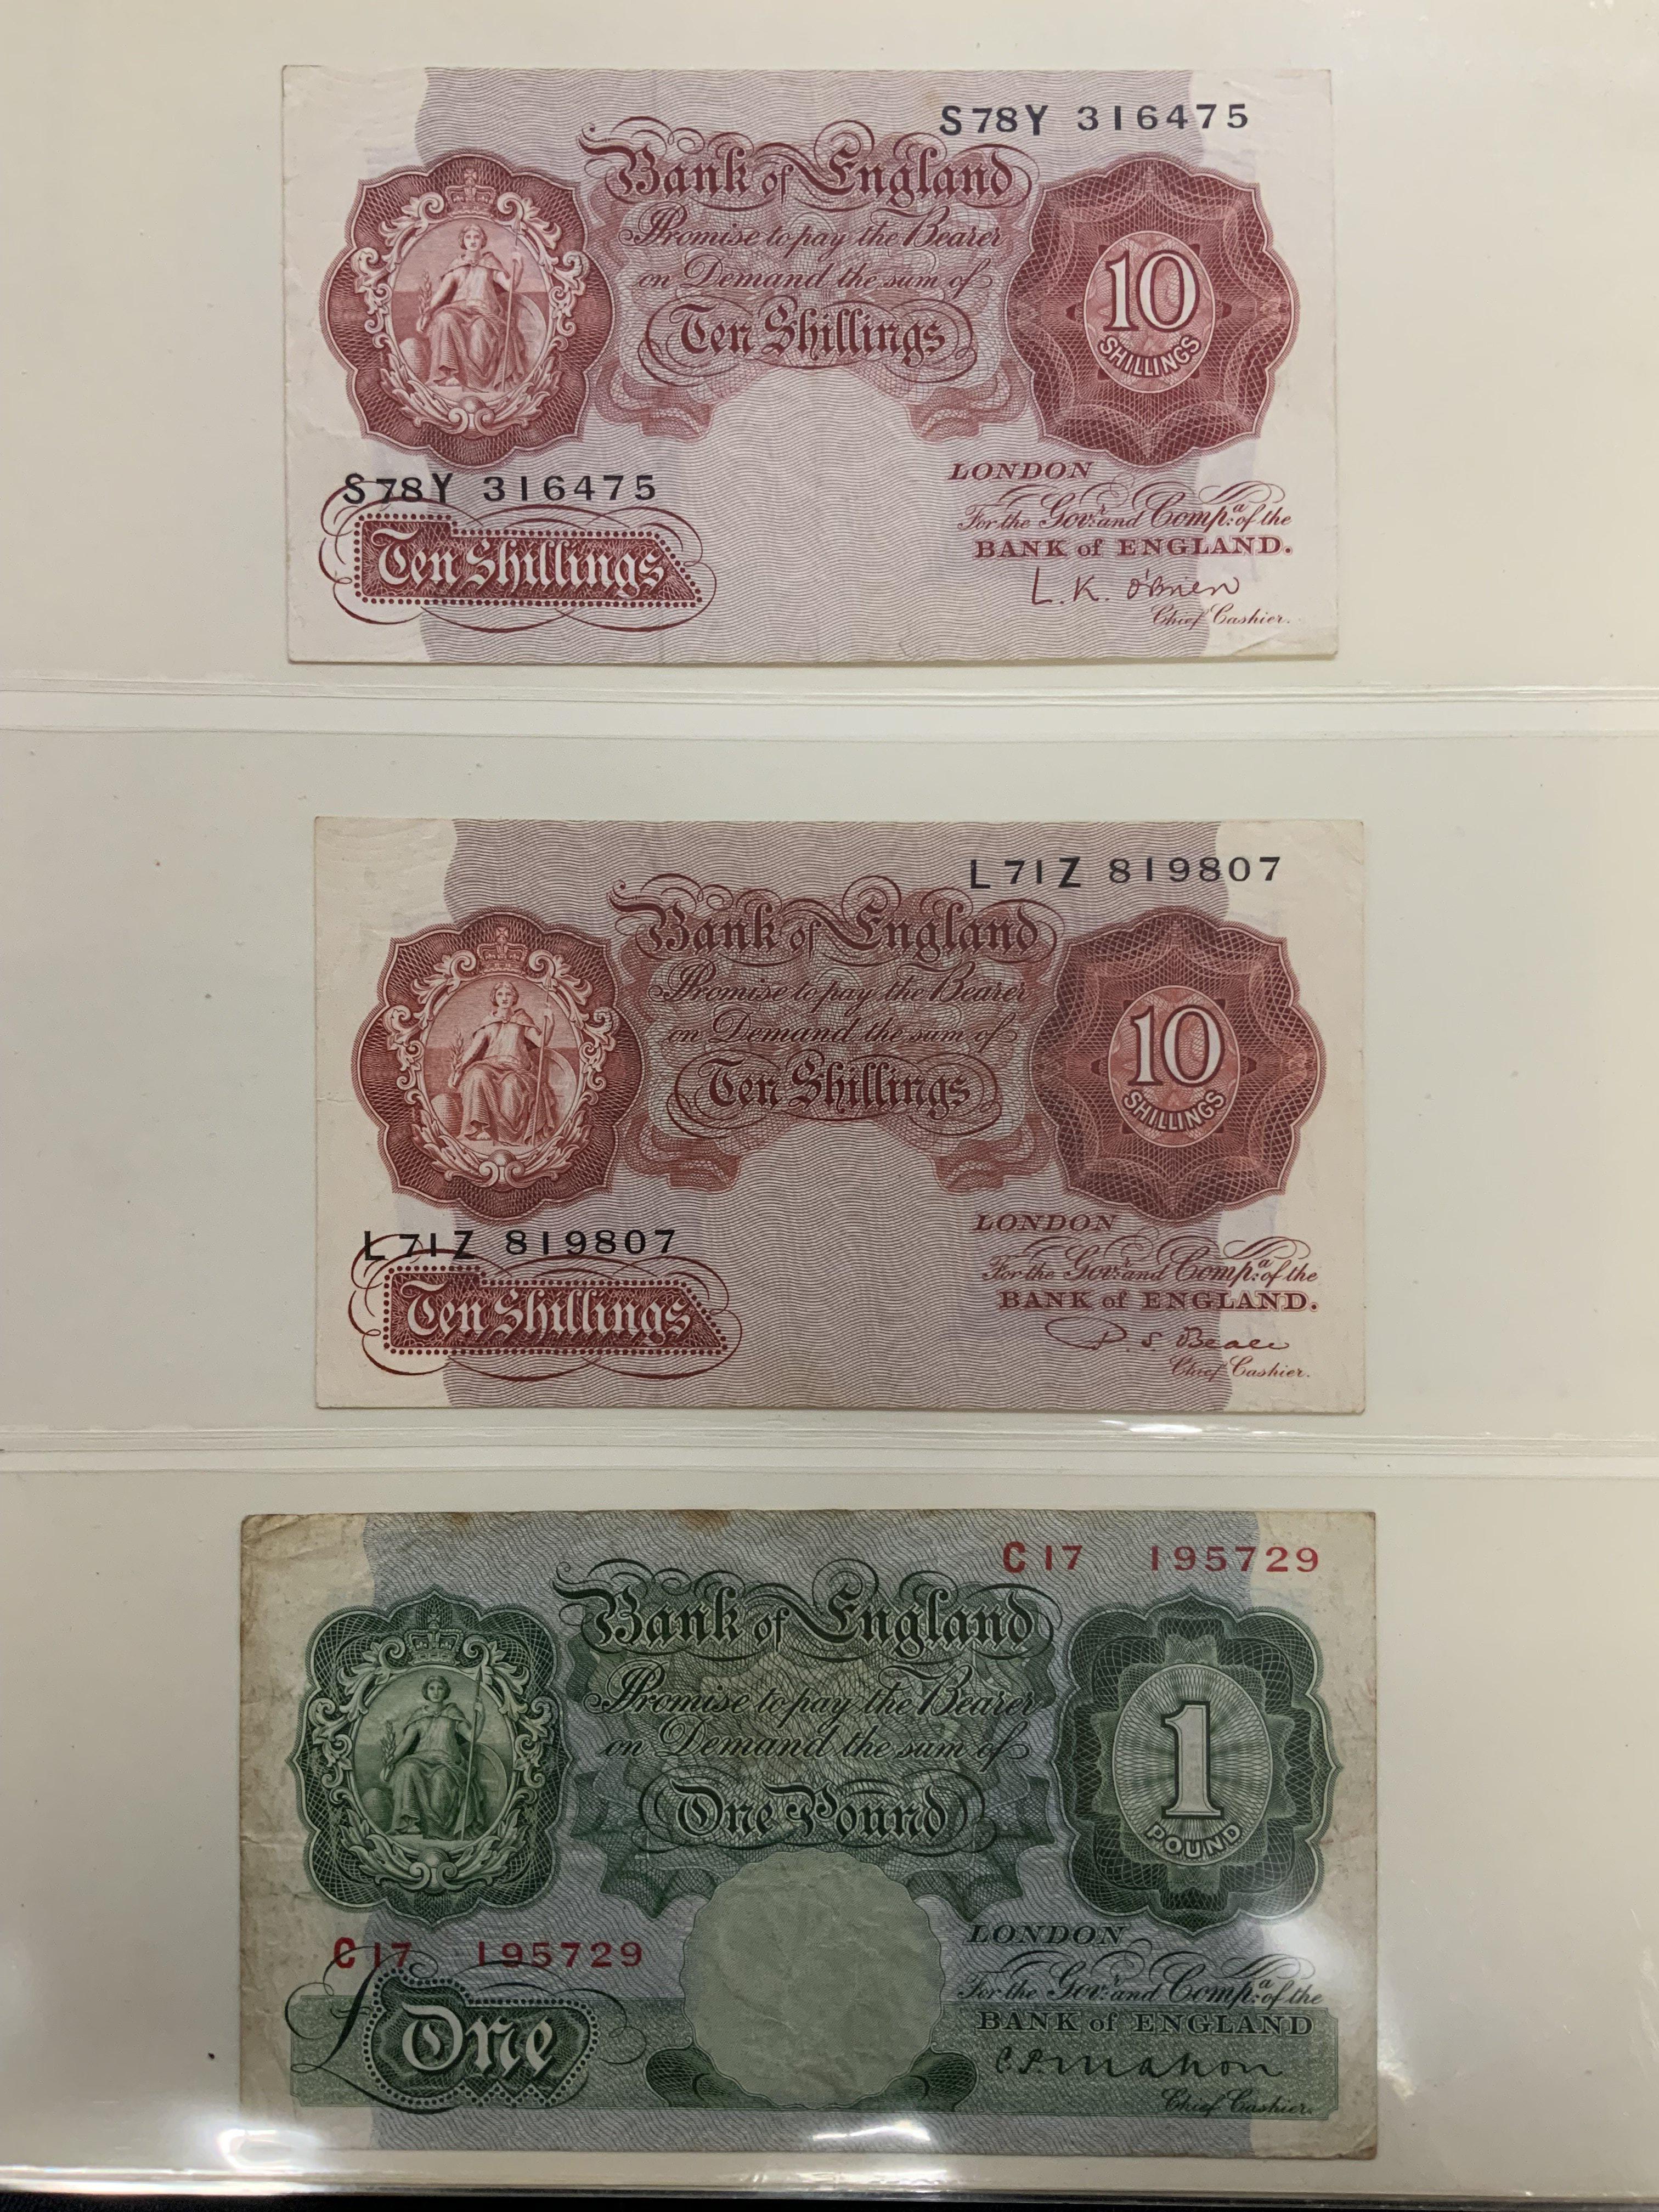 S78Y 316475
Bank of England
Promise to pay the Bearer
on Demand the sum of
Ten Shillings
10
SHILLINGS
LONDON
S78Y 316475
For the Govr. and Compa. of the
BANK of ENGLAND.
Ten Shillings
L.K. O'Brien
Chief Cashier.
L71Z 819807
Bank of England
Promise to pay the Bearer
on Demand the sum of
Ten Shillings
10
SHILLINGS
LONDON
L71Z 819807
For the Govr. and Compa. of the
BANK of ENGLAND.
Ten Shillings
P. S. Beale
Chief Cashier.
C17 195729
Bank of England
Promise to pay the Bearer
on Demand the sum of
One Pound
1
POUND
LONDON
C17 195729
For the Govr. and Compa. of the
BANK of ENGLAND
£One
C.P. Mahon
Chief Cashier.